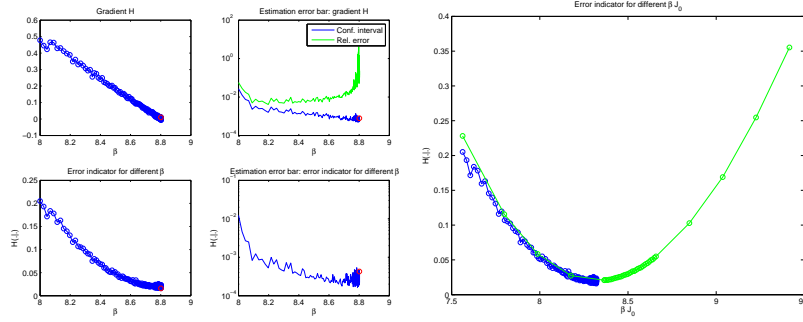 Gradient H
0.6
0.5
0.4
0.3
0.2
0.1
0
−0.1
8 8.2 8.4 8.6 8.8 9
β
Estimation error bar: gradient H
Conf. interval
Rel. error
10^2
10^0
10^−2
10^−4
8 8.2 8.4 8.6 8.8 9
β
Error indicator for different β
H(.|.)
0.25
0.2
0.15
0.1
0.05
0
8 8.2 8.4 8.6 8.8 9
β
Estimation error bar: error indicator for different β
H(.|.)
10^−1
10^−2
10^−3
10^−4
8 8.2 8.4 8.6 8.8 9
β
Error indicator for different β J_0
H(.|.)
0.4
0.35
0.3
0.25
0.2
0.15
0.1
0.05
0
7.5 8 8.5 9 9.
β J_0